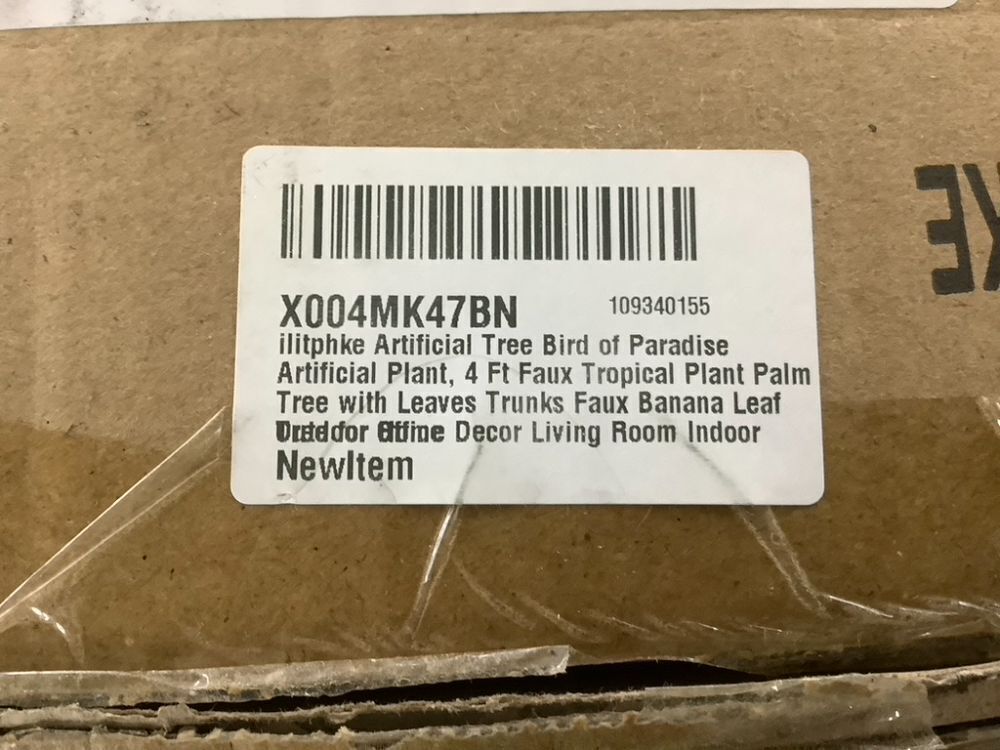 X004MK47BN 109340155
ilitphke Artificial Tree Bird of Paradise
Artificial Plant, 4 Ft Faux Tropical Plant Palm
Tree with Leaves Trunks Faux Banana Leaf
Decor Living Room Indoor
NewItem